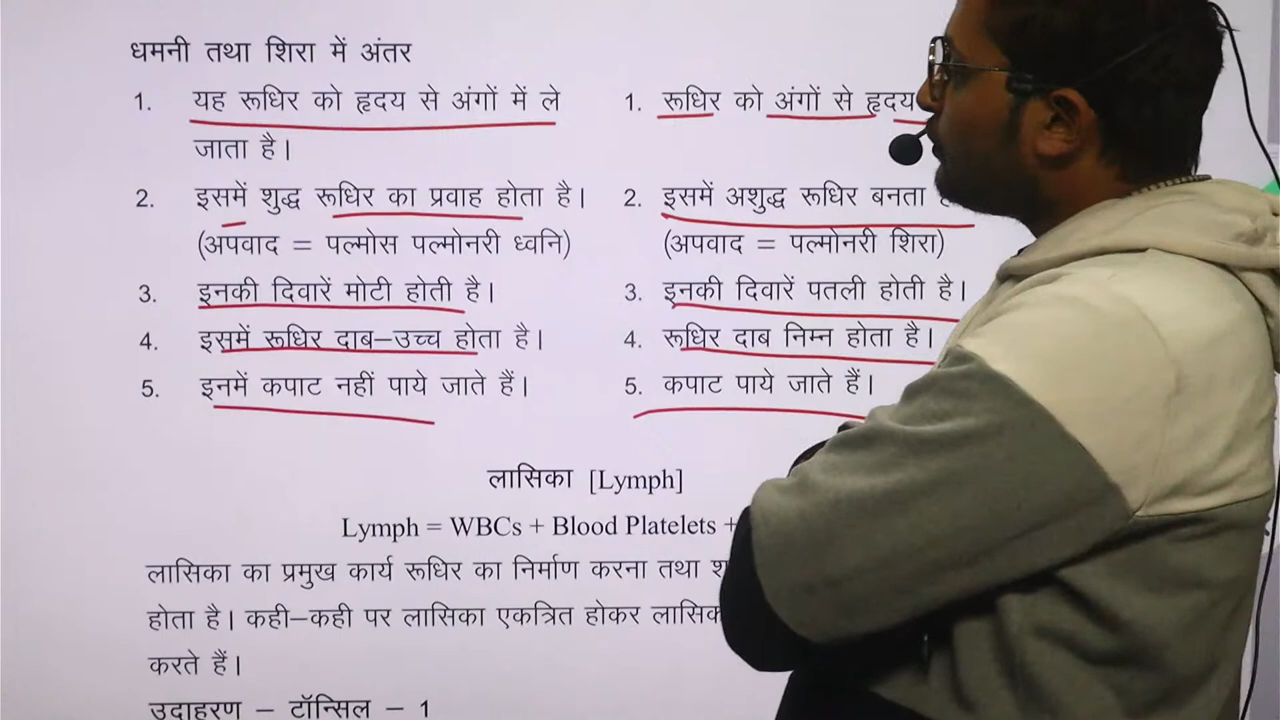 धमनी तथा शिरा में अंतर
1. यह रूधिर को हृदय से अंगों में ले
जाता है।
2. इसमें शुद्ध रूधिर का प्रवाह होता है।
(अपवाद = पल्मोस पल्मोनरी ध्वनि)
3. इनकी दिवारें मोटी होती है।
4. इसमें रूधिर दाब–उच्च होता है।
5. इनमें कपाट नहीं पाये जाते हैं।
1. रूधिर को अंगों से हृदय
2. इसमें अशुद्ध रूधिर बनता
(अपवाद = पल्मोनरी शिरा)
3. इनकी दिवारें पतली होती है।
4. रूधिर दाब निम्न होता है।
5. कपाट पाये जाते हैं।
लासिका [Lymph]
Lymph = WBCs + Blood Platelets +
लासिका का प्रमुख कार्य रूधिर का निर्माण करना तथा
होता है। कही–कही पर लासिका एकत्रित होकर
करते हैं।
उदाहरण – टॉन्सिल – 1